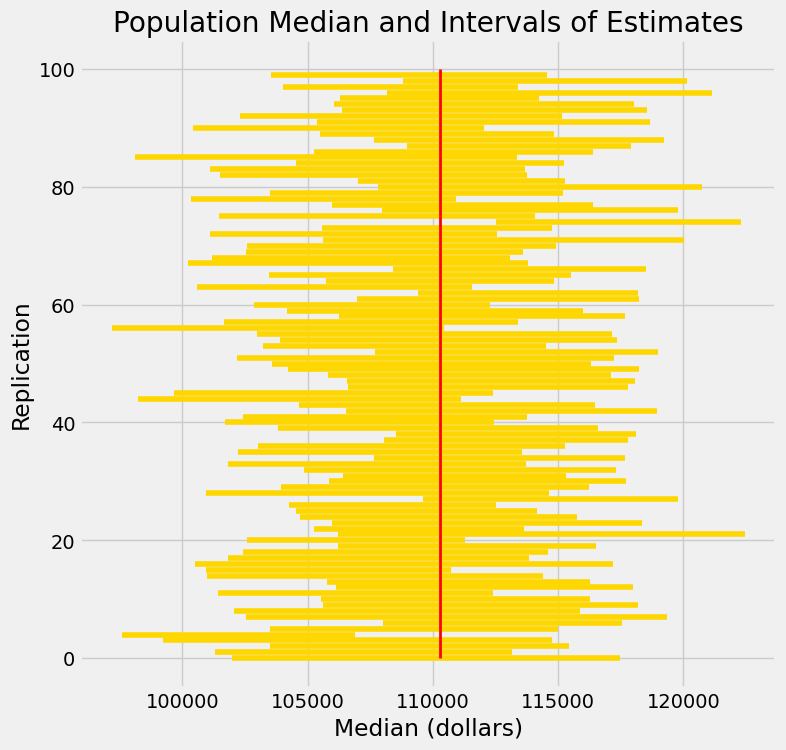 Population Median and Intervals of Estimates
100
80
60
40
20
0
Replication
100000 105000 110000 115000 120000
Median (dollars)